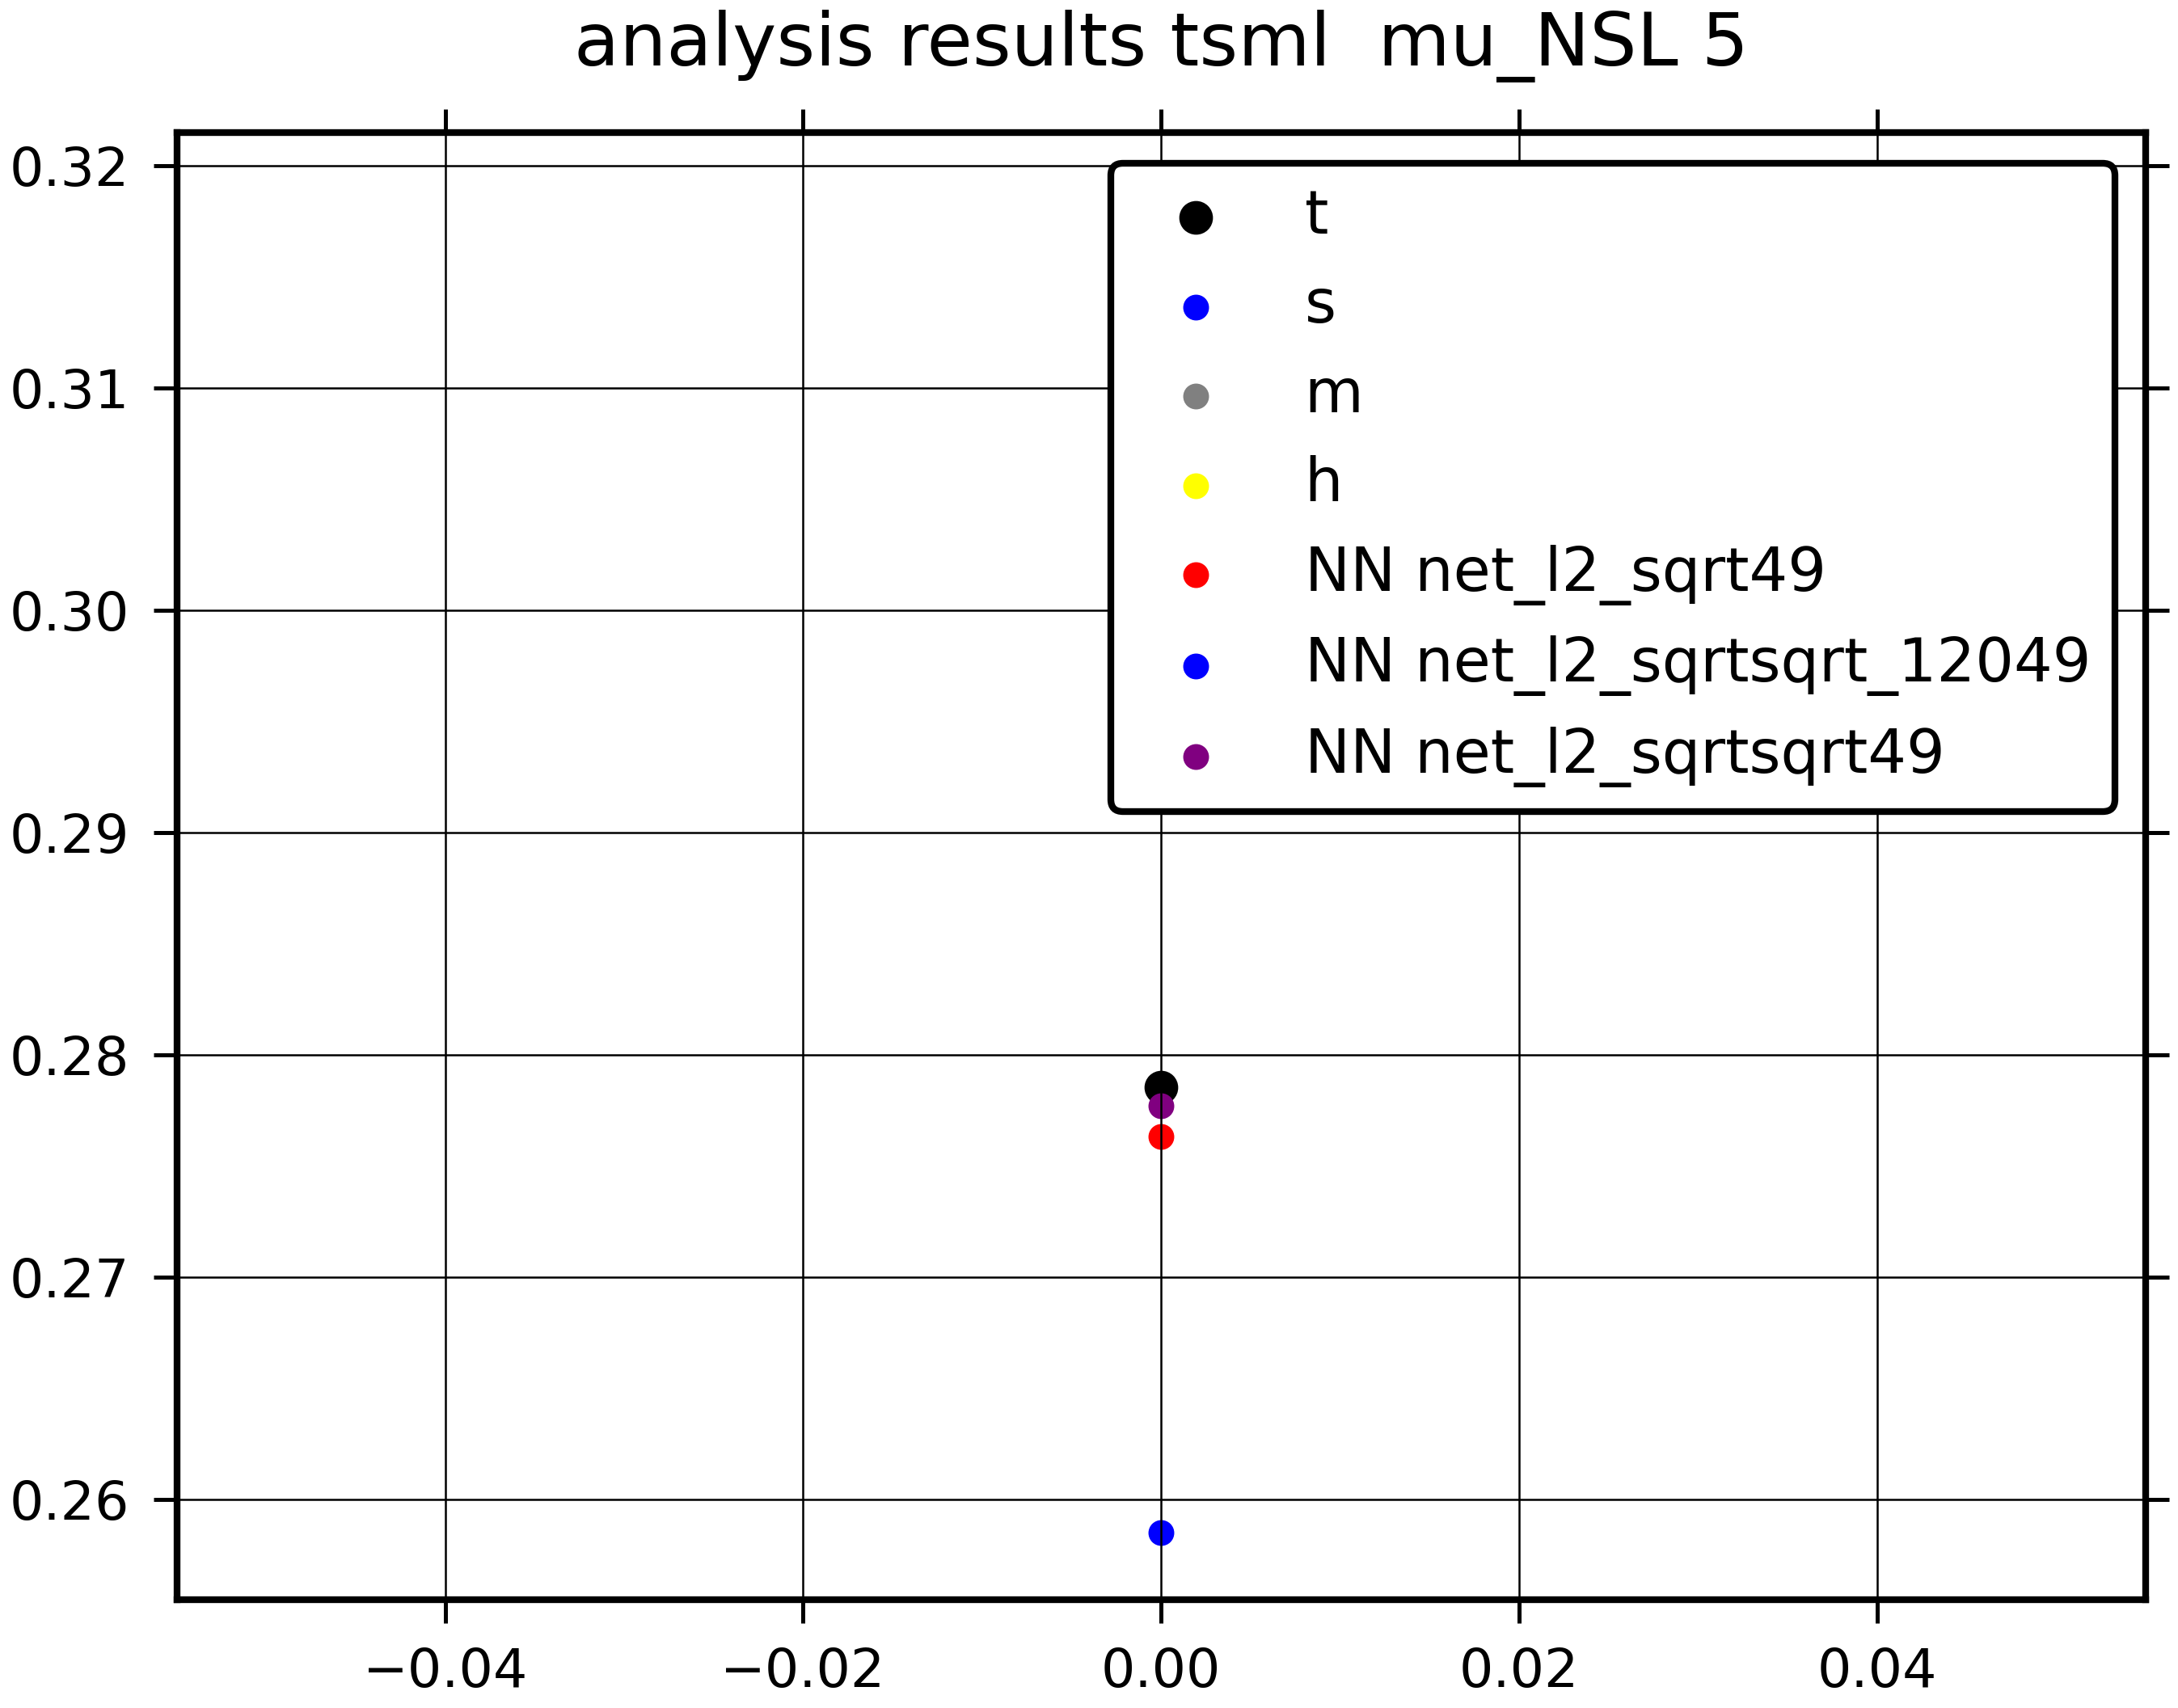 analysis results tsml  mu_NSL 5
0.32
0.31
0.30
0.29
0.28
0.27
0.26
t
s
m
h
NN net_l2_sqrt49
NN net_l2_sqrtsqrt_12049
NN net_l2_sqrtsqrt49
−0.04 −0.02 0.00 0.02 0.04